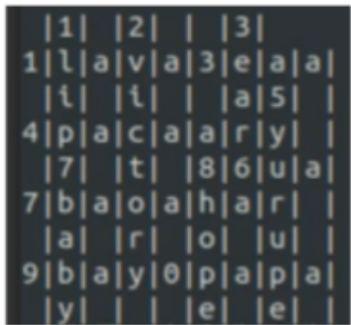 |1| |2| | |3|
1|l|a|v|a|3|e|a|a|
|i| |i| | |a|5| |
4|p|a|c|a|a|r|y| |
|7| |t| |8|6|u|a|
7|b|a|o|a|h|a|r| |
|a| |r| |o| |u| |
9|b|a|y|0|p|a|p|a|
|y| | | |e| |e| |